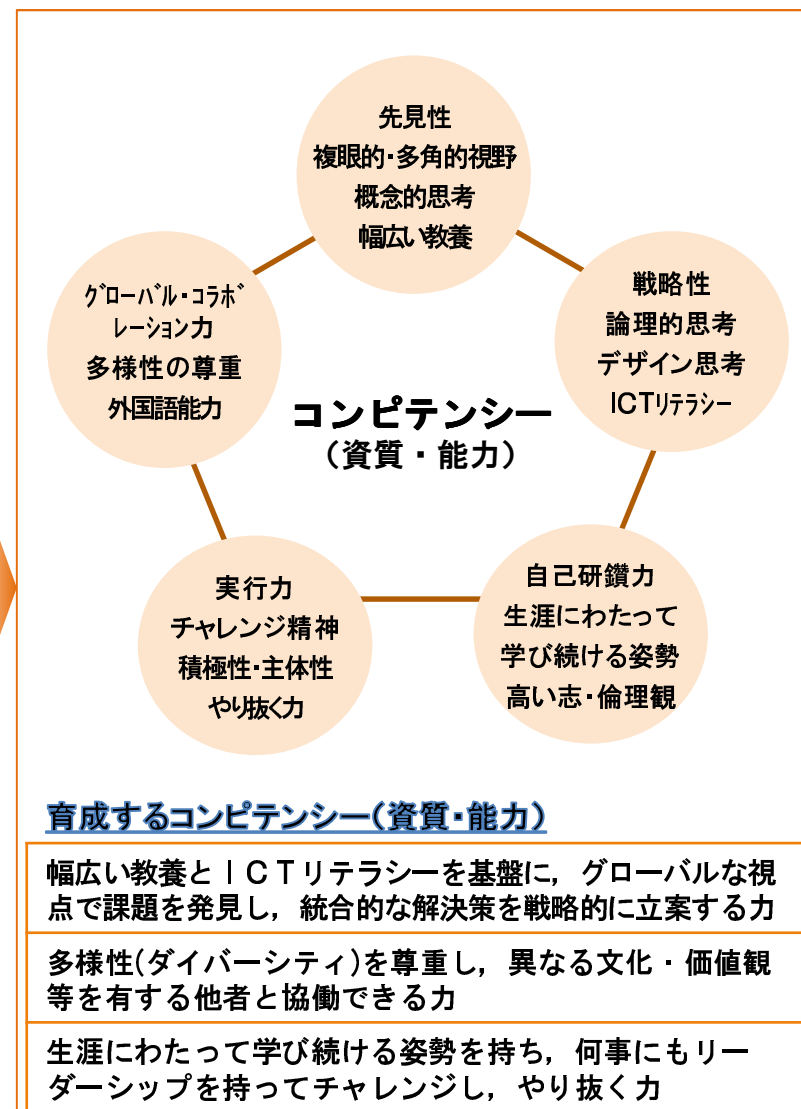 先見性
複眼的・多角的視野
概念的思考
幅広い教養
グローバル・コラボ
レーション力
多様性の尊重
外国語能力
戦略性
論理的思考
デザイン思考
ICTリテラシー
コンピテンシー
（資質・能力）
実行力
チャレンジ精神
積極性・主体性
やり抜く力
自己研鑽力
生涯にわたって
学び続ける姿勢
高い志・倫理観
育成するコンピテンシー（資質・能力）
幅広い教養とＩＣＴリテラシーを基盤に，グローバルな視
点で課題を発見し，統合的な解決策を戦略的に立案する力
多様性(ダイバーシティ)を尊重し，異なる文化・価値観
等を有する他者と協働できる力
生涯にわたって学び続ける姿勢を持ち，何事にもリー
ダーシップを持ってチャレンジし，やり抜く力